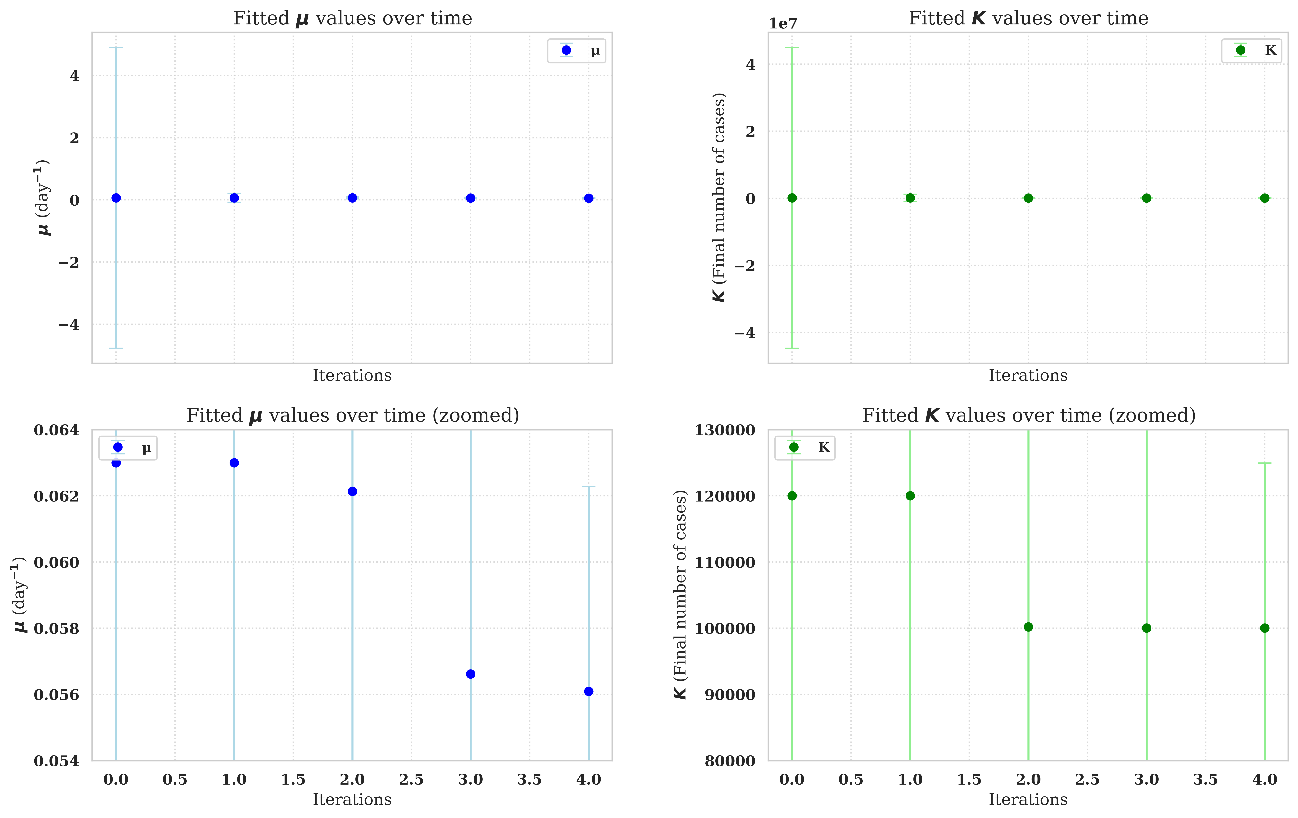 Fitted μ values over time
μ (day⁻¹)
4
2
0
−2
−4
μ
Iterations
Fitted K values over time
1e7
K (Final number of cases)
4
2
0
−2
−4
K
Iterations
Fitted μ values over time (zoomed)
μ (day⁻¹)
0.064
0.062
0.060
0.058
0.056
0.054
μ
0.0 0.5 1.0 1.5 2.0 2.5 3.0 3.5 4.0
Iterations
Fitted K values over time (zoomed)
K (Final number of cases)
130000
120000
110000
100000
90000
80000
K
0.0 0.5 1.0 1.5 2.0 2.5 3.0 3.5 4.0
Iterations